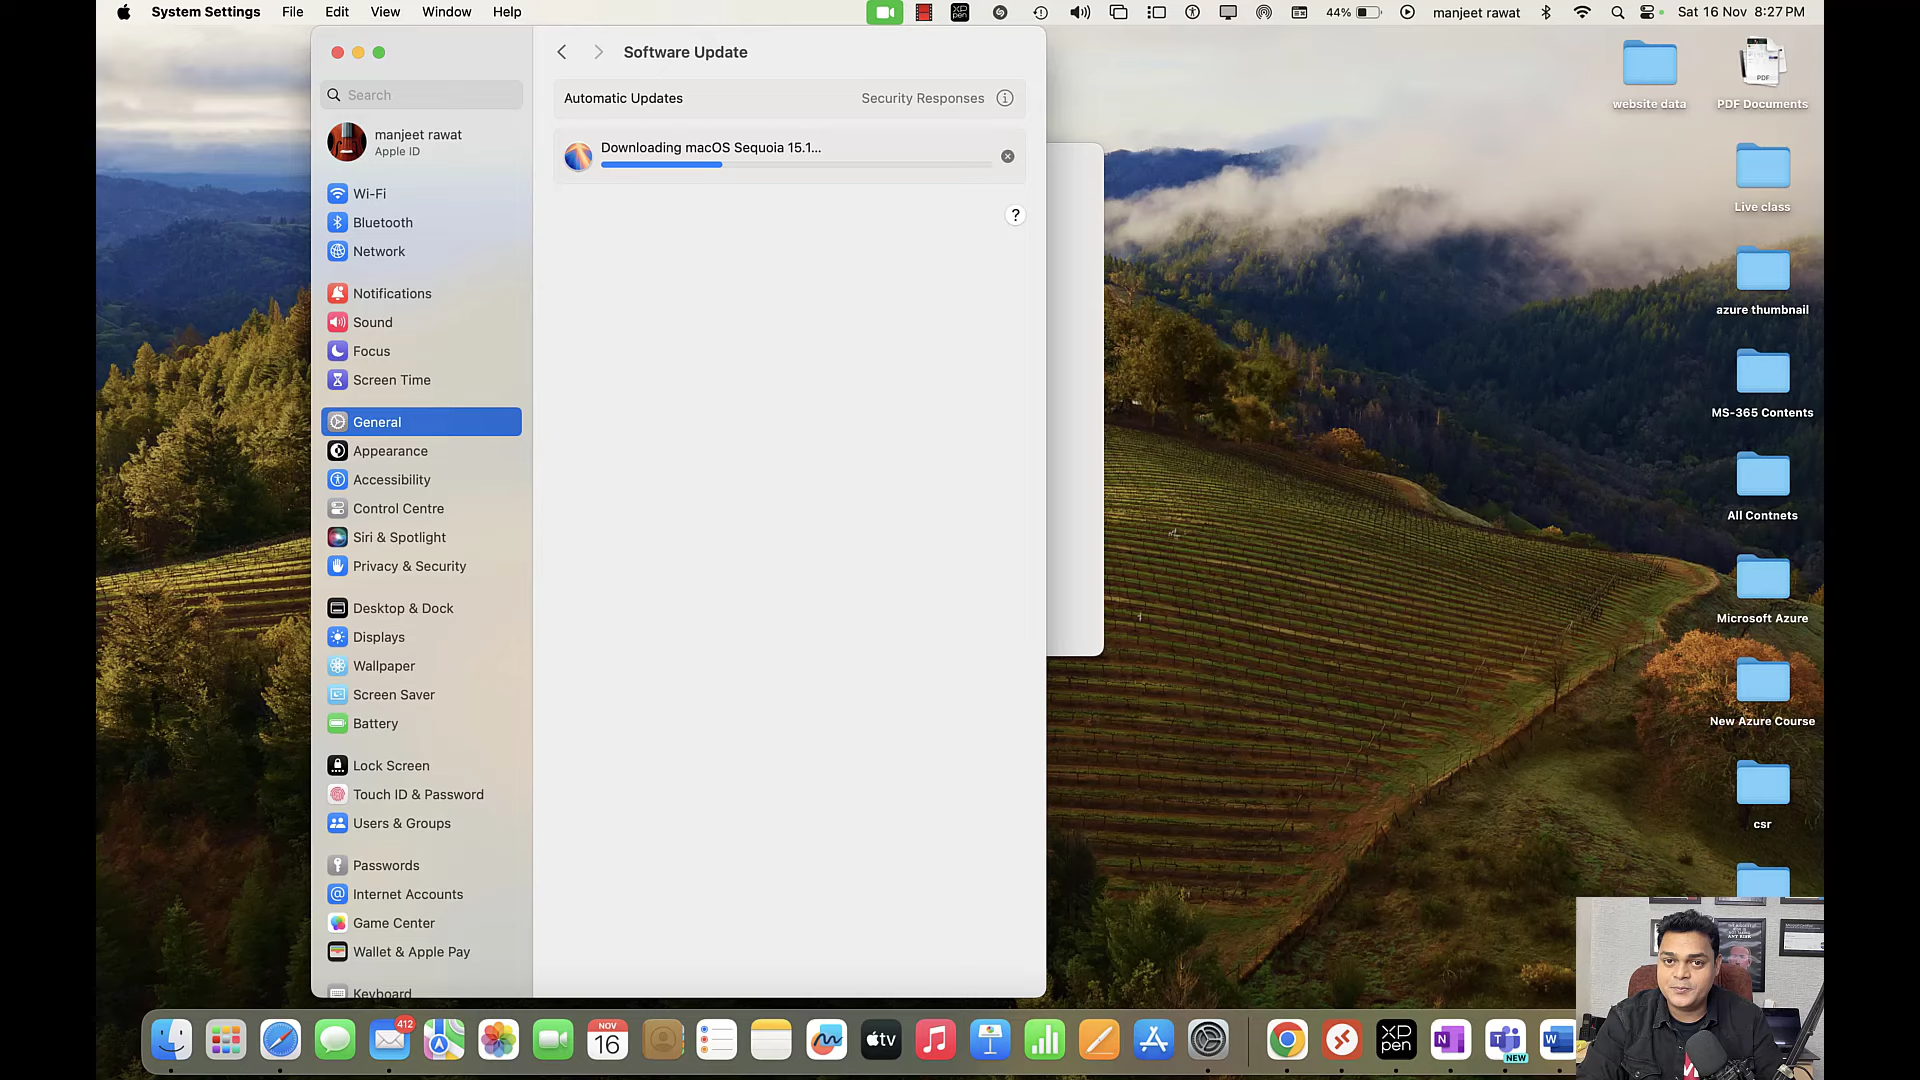 System Settings File Edit View Window Help 44% manjeet rawat Sat 16 Nov 8:27 PM
Search
manjeet rawat
Apple ID
Wi-Fi
Bluetooth
Network
Notifications
Sound
Focus
Screen Time
General
Appearance
Accessibility
Control Centre
Siri & Spotlight
Privacy & Security
Desktop & Dock
Displays
Wallpaper
Screen Saver
Battery
Lock Screen
Touch ID & Password
Users & Groups
Passwords
Internet Accounts
Game Center
Wallet & Apple Pay
Keyboard
Software Update
Automatic Updates Security Responses
Downloading macOS Sequoia 15.1...
?
website data
PDF
PDF Documents
Live class
azure thumbnail
MS-365 Contents
All Contnets
Microsoft Azure
New Azure Course
csr
412
NOV
16
tv
XP
pen
N
T
NEW
W